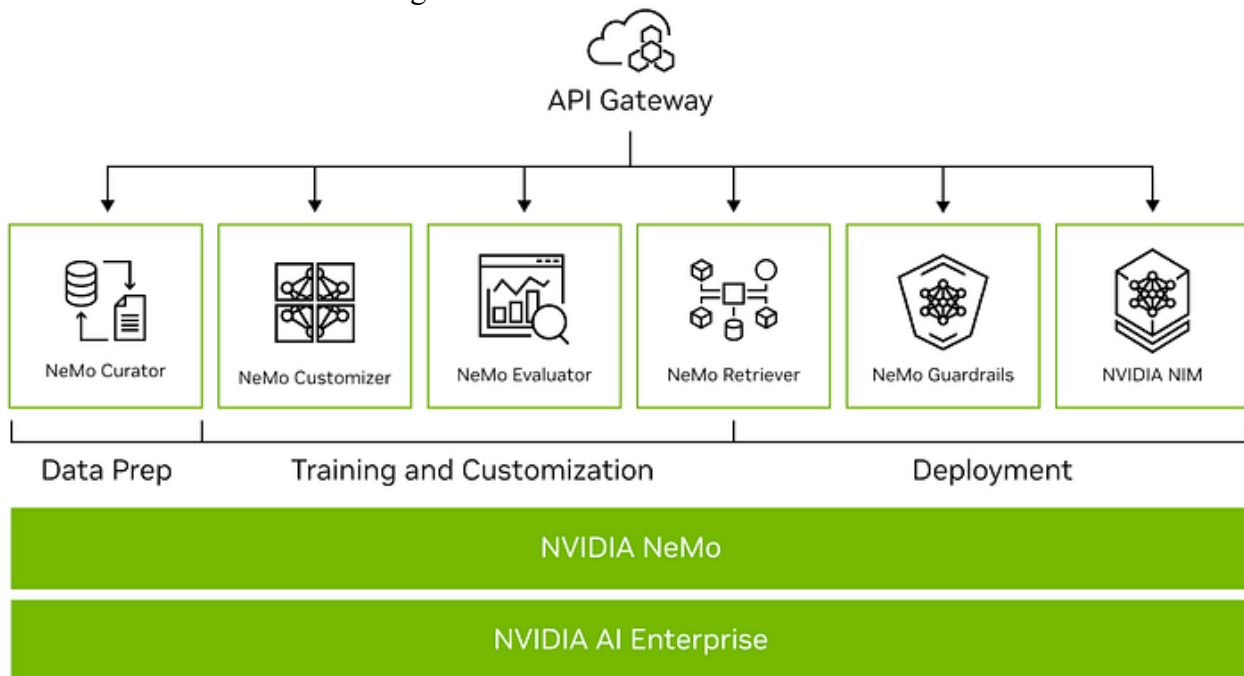 API Gateway
NeMo Curator
NeMo Customizer
NeMo Evaluator
NeMo Retriever
NeMo Guardrails
NVIDIA NIM
Data Prep
Training and Customization
Deployment
NVIDIA NeMo
NVIDIA AI Enterprise